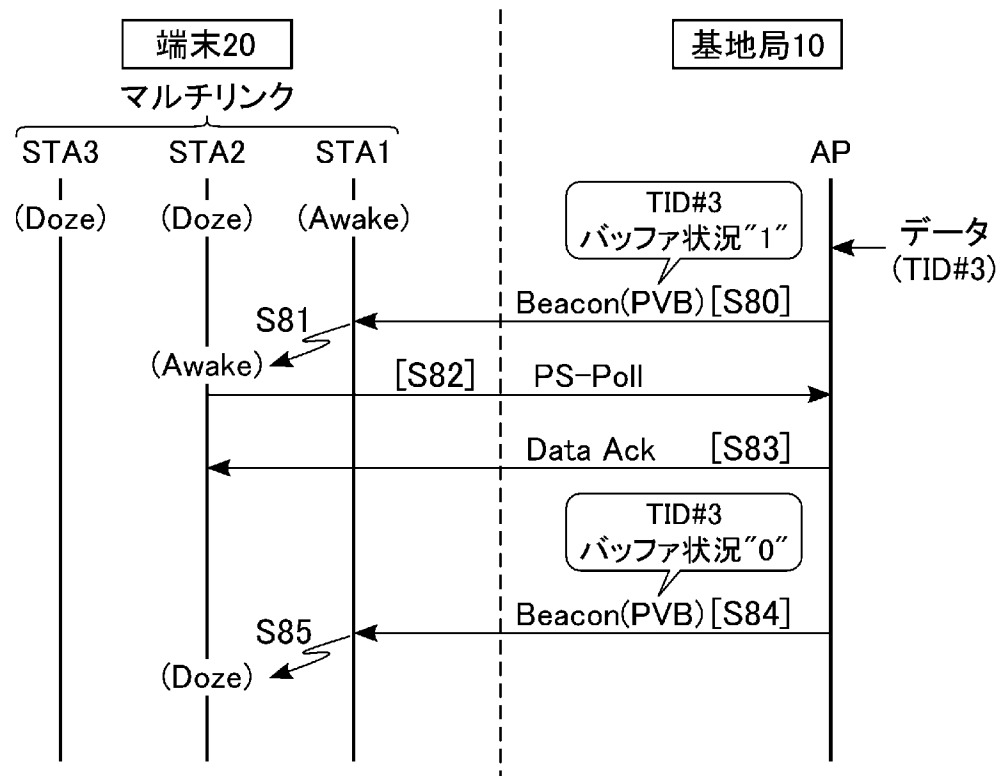 端末20
基地局10
マルチリンク
STA3 STA2 STA1 AP
(Doze) (Doze) (Awake)
TID#3
バッファ状況"1"
データ
(TID#3)
Beacon(PVB)[S80]
S81
(Awake)
[S82] PS-Poll
Data Ack [S83]
TID#3
バッファ状況"0"
Beacon(PVB)[S84]
S85
(Doze)